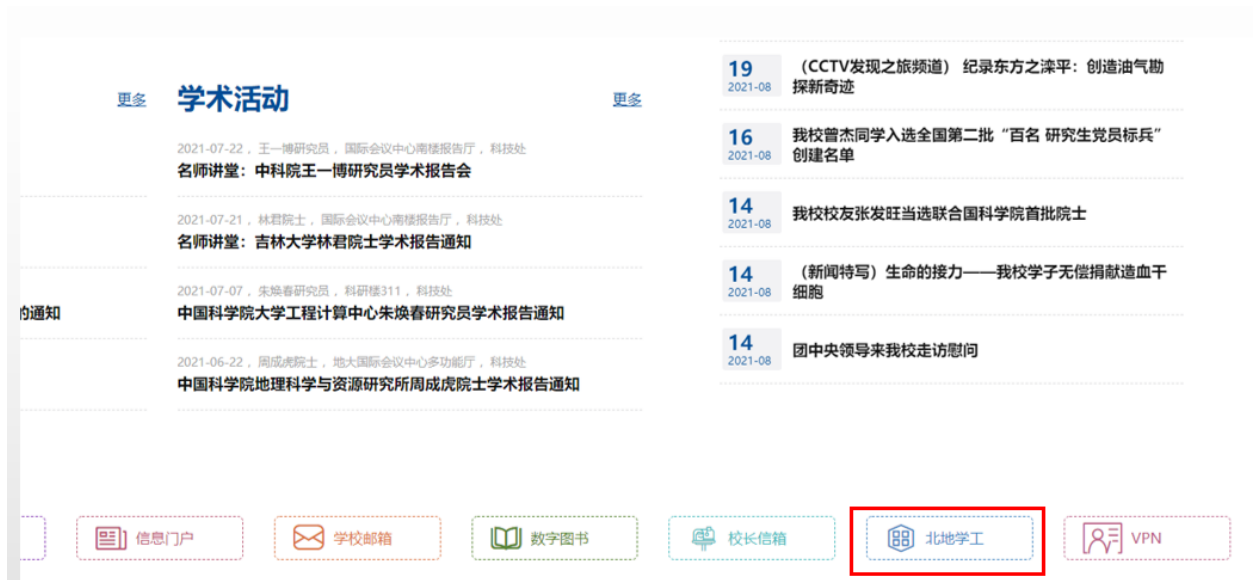 更多
的通知
学术活动
更多
2021-07-22 ，王一博研究员，国际会议中心南楼报告厅，科技处
名师讲堂：中科院王一博研究员学术报告会
2021-07-21 ，林君院士，国际会议中心南楼报告厅，科技处
名师讲堂：吉林大学林君院士学术报告通知
2021-07-07 ，朱焕春研究员，科研楼311 ，科技处
中国科学院大学工程计算中心朱焕春研究员学术报告通知
2021-06-22 ，周成虎院士，地大国际会议中心多功能厅，科技处
中国科学院地理科学与资源研究所周成虎院士学术报告通知
19
2021-08
（CCTV发现之旅频道） 纪录东方之滦平：创造油气勘
探新奇迹
16
2021-08
我校曾杰同学入选全国第二批“百名 研究生党员标兵”
创建名单
14
2021-08
我校校友张发旺当选联合国科学院首批院士
14
2021-08
（新闻特写）生命的接力——我校学子无偿捐献造血干
细胞
14
2021-08
团中央领导来我校走访慰问
信息门户
学校邮箱
数字图书
校长信箱
北地学工
VPN